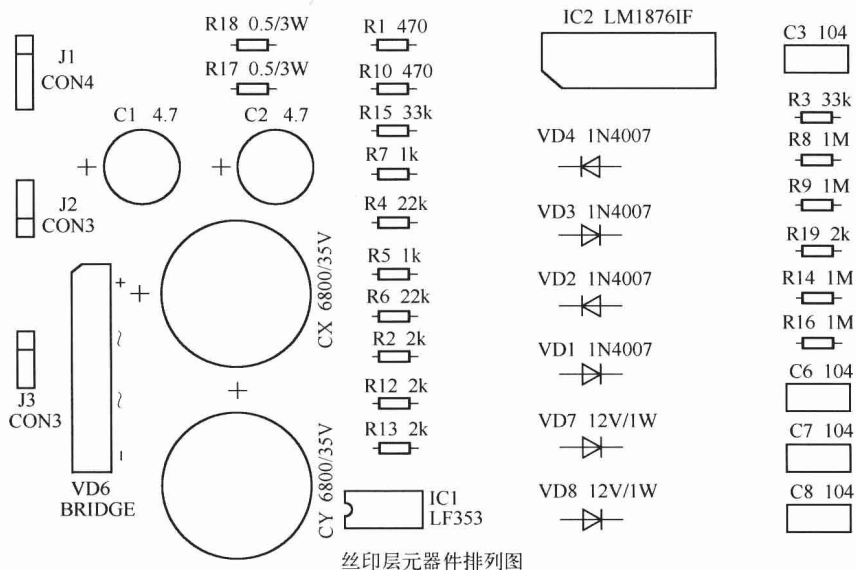 R18 0.5/3W
R17 0.5/3W
J1
CON4
C1 4.7
C2 4.7
J2
CON3
J3
CON3
VD6
BRIDGE
CX 6800/35V
CY 6800/35V
R1 470
R10 470
R15 33k
R7 1k
R4 22k
R5 1k
R6 22k
R2 2k
R12 2k
R13 2k
IC1
LF353
IC2 LM1876IF
VD4 1N4007
VD3 1N4007
VD2 1N4007
VD1 1N4007
VD7 12V/1W
VD8 12V/1W
C3 104
R3 33k
R8 1M
R9 1M
R19 2k
R14 1M
R16 1M
C6 104
C7 104
C8 104
丝印层元器件排列图